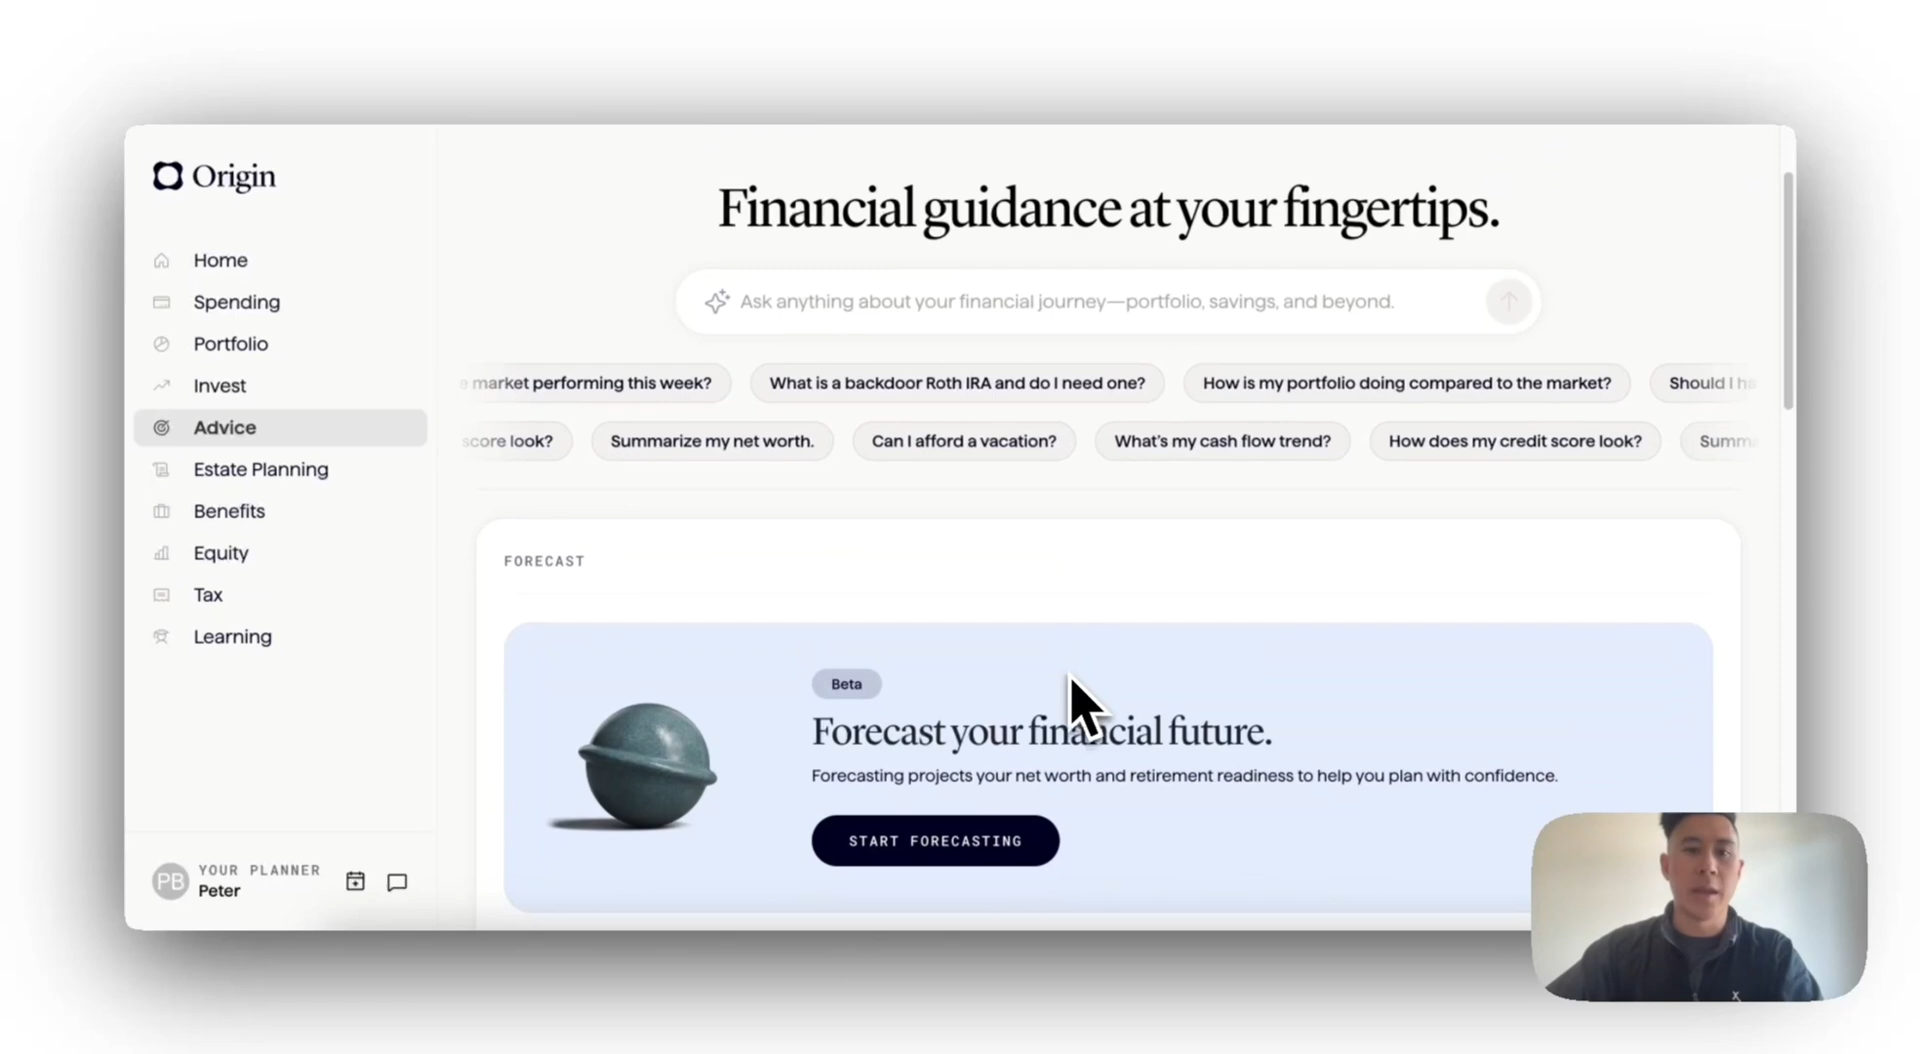 Origin
Home
Spending
Portfolio
Invest
Advice
Estate Planning
Benefits
Equity
Tax
Learning
PB
YOUR PLANNER
Peter
Financial guidance at your fingertips.
Ask anything about your financial journey—portfolio, savings, and beyond.
market performing this week? What is a backdoor Roth IRA and do I need one? How is my portfolio doing compared to the market? Should I
score look? Summarize my net worth. Can I afford a vacation? What's my cash flow trend? How does my credit score look?
FORECAST
Beta
Forecast your financial future.
Forecasting projects your net worth and retirement readiness to help you plan with confidence.
START FORECASTING